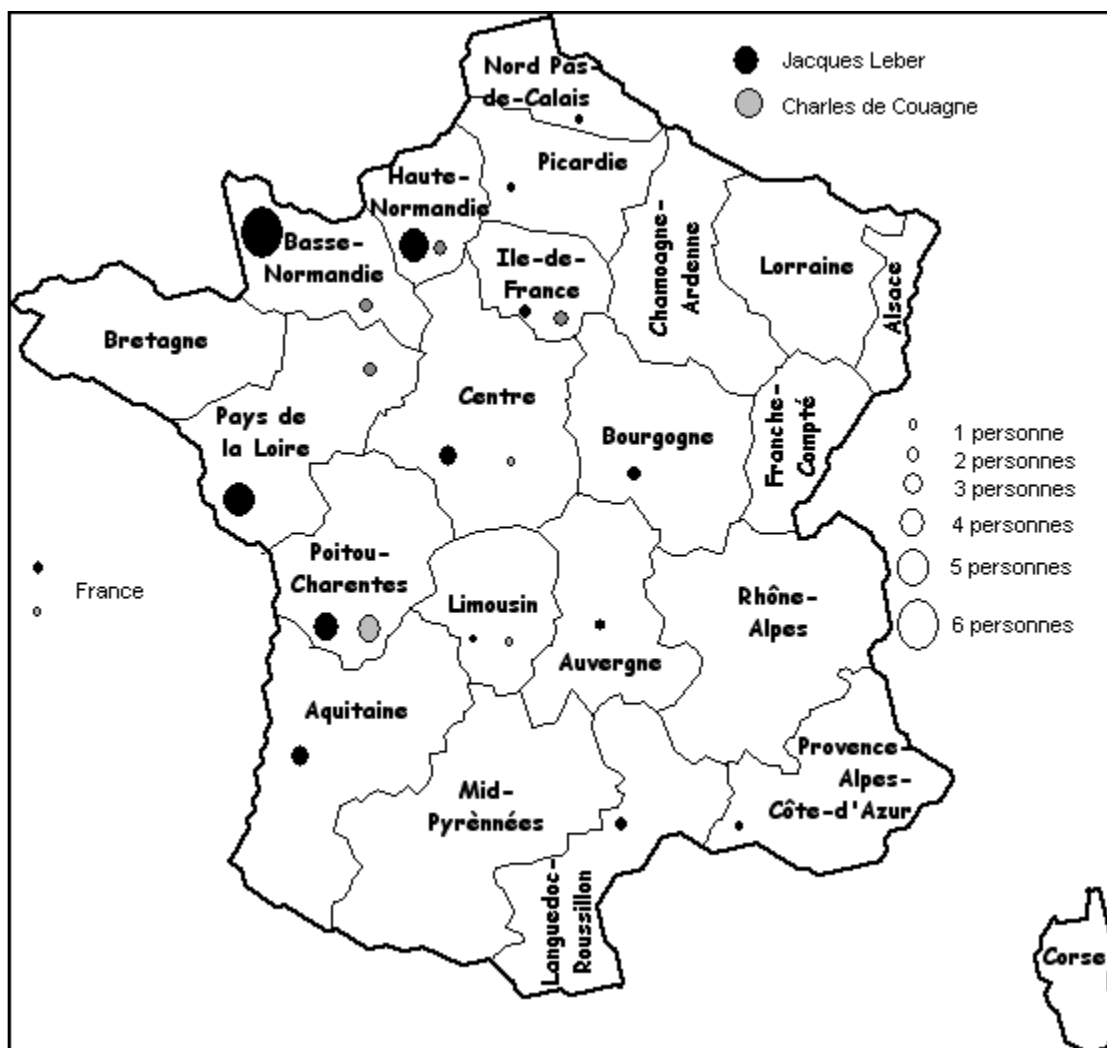 Nord Pas-
de-Calais
Jacques Leber
Charles de Couagne
Picardie
Haute-
Normandie
Basse-
Normandie
Ile-de-
France
Chamoagne-
Ardenne
Lorraine
Alsace
Bretagne
Pays de
la Loire
Centre
Bourgogne
Franche-
Compté
1 personne
2 personnes
3 personnes
4 personnes
5 personnes
6 personnes
France
Poitou-
Charentes
Limousin
Auvergne
Rhône-
Alpes
Aquitaine
Mid-
Pyrènnées
Provence-
Alpes-
Côte-d'Azur
Languedoc-
Roussillon
Corse